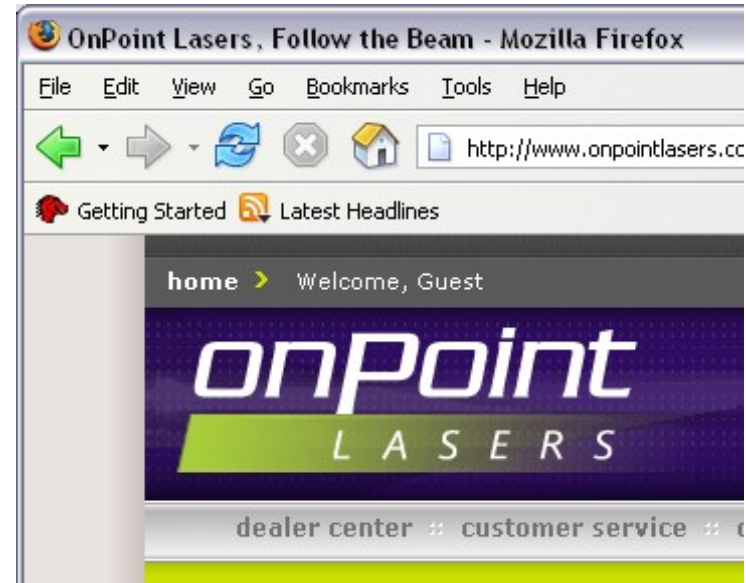 OnPoint Lasers, Follow the Beam - Mozilla Firefox
File Edit View Go Bookmarks Tools Help
http://www.onpointlasers.cc
Getting Started Latest Headlines
home > Welcome, Guest
onPoint
LASERS
dealer center :: customer service ::